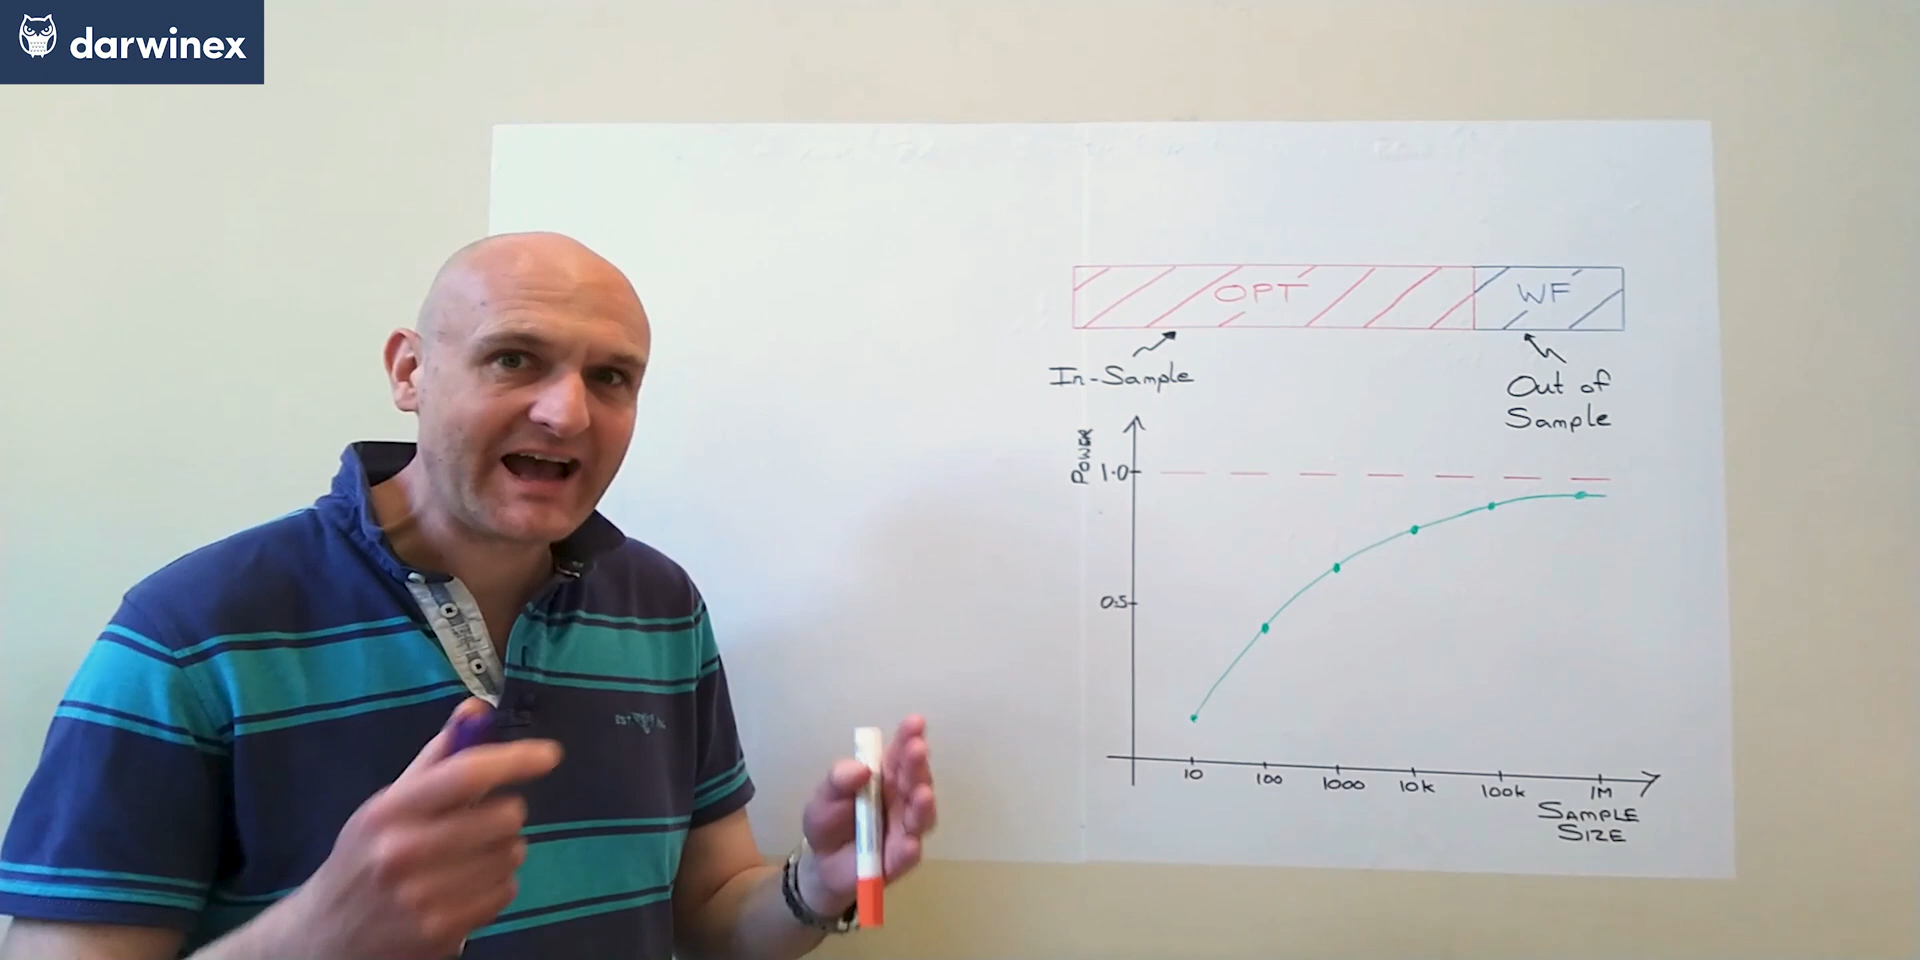 darwinex
OPT
WF
In-Sample
Out of
Sample
POWER
1.0
0.5
10
100
1000
10k
100k
1M
SAMPLE
SIZE